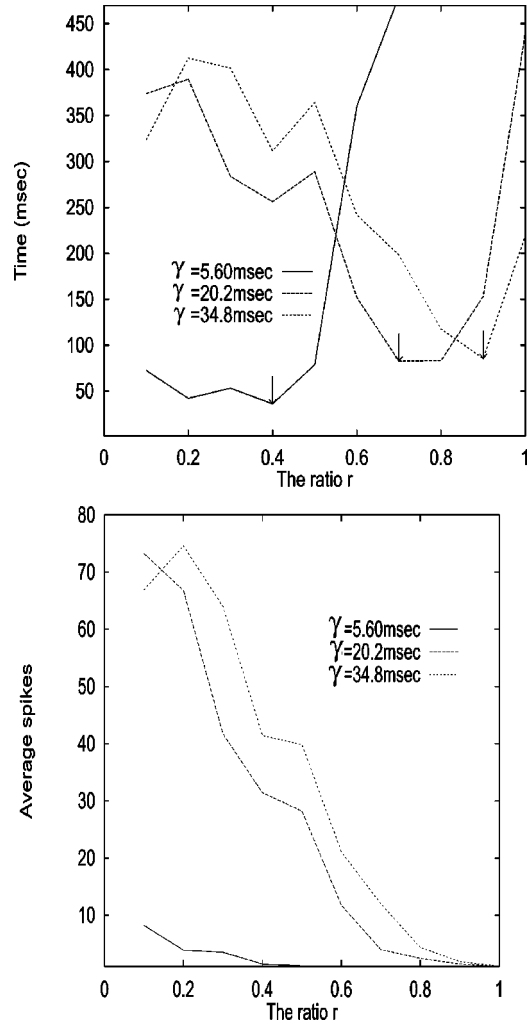 450
400
350
300
250
200
150
100
50
Time (msec)
γ =5.60msec
γ =20.2msec
γ =34.8msec
0
0.2
0.4
0.6
0.8
1
The ratio r
80
70
60
50
40
30
20
10
Average spikes
γ =5.60msec
γ =20.2msec
γ =34.8msec
0
0.2
0.4
0.6
0.8
1
The ratio r